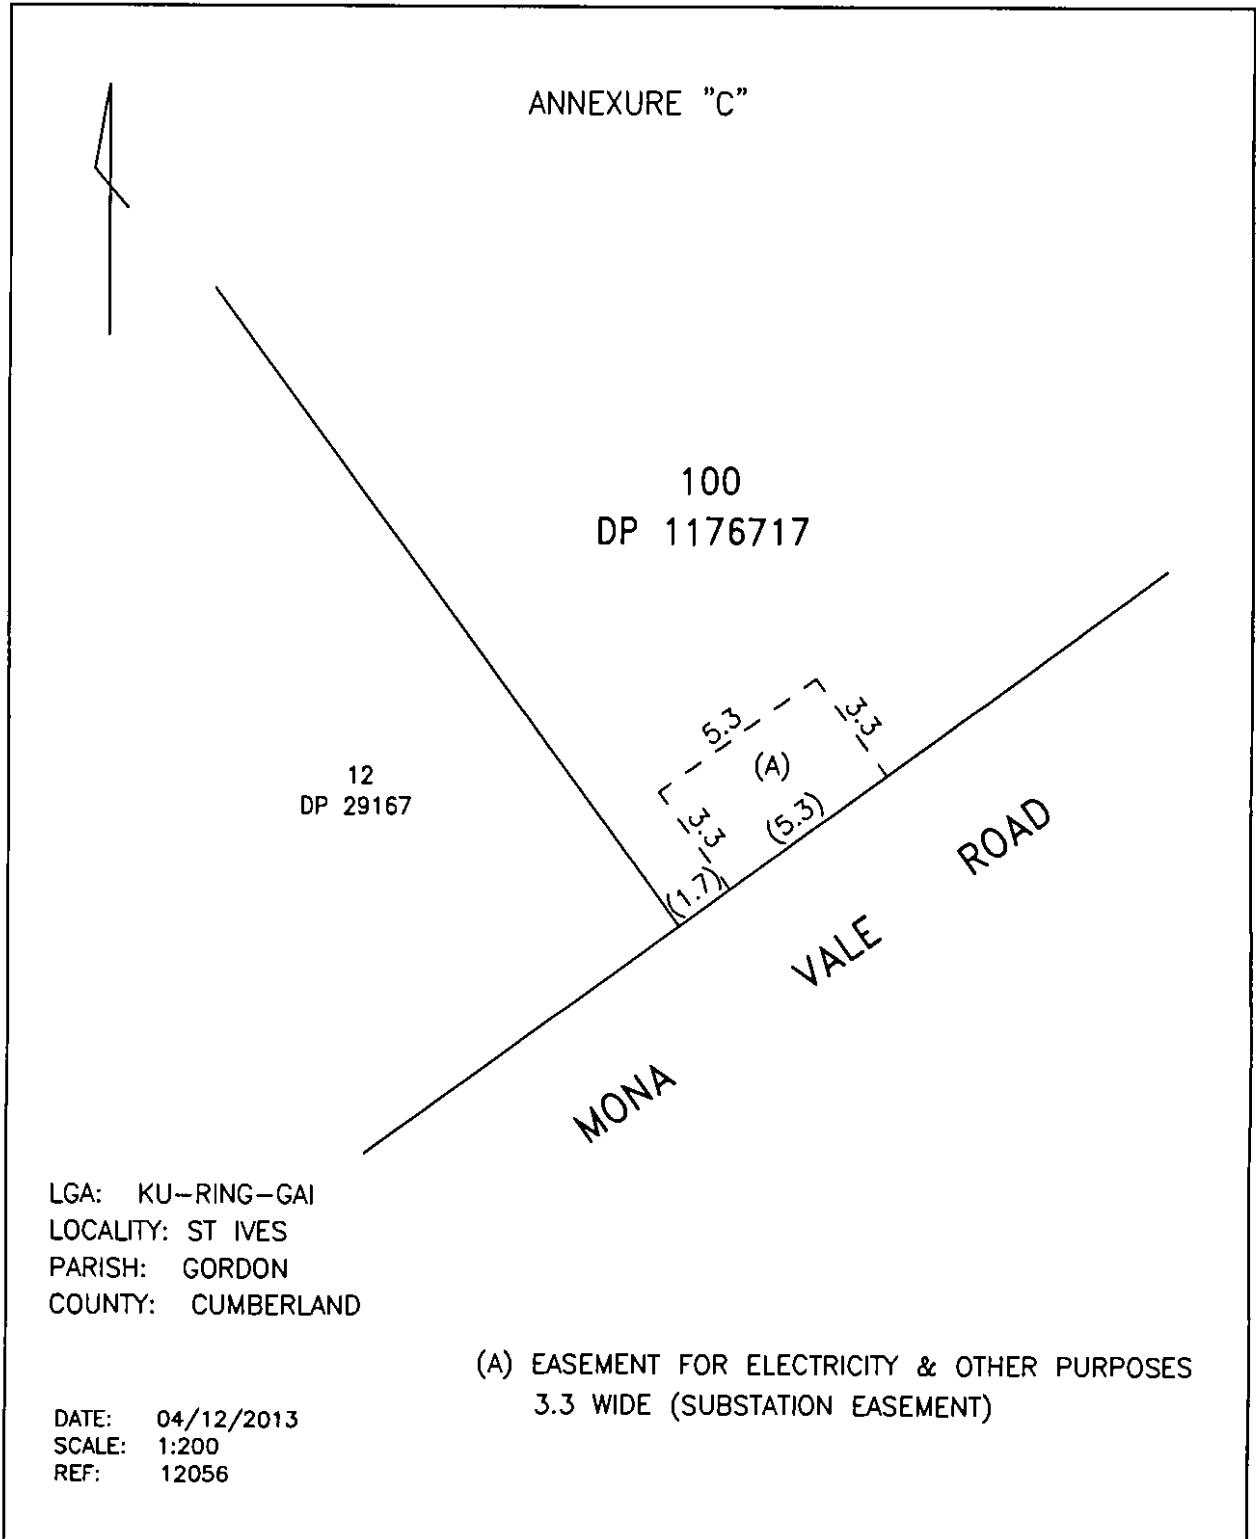 ANNEXURE "C"
100
DP 1176717
12
DP 29167
5.3
3.3
(A)
3.3
(5.3)
(1.7)
MONA VALE ROAD
LGA: KU-RING-GAI
LOCALITY: ST IVES
PARISH: GORDON
COUNTY: CUMBERLAND
(A) EASEMENT FOR ELECTRICITY & OTHER PURPOSES
3.3 WIDE (SUBSTATION EASEMENT)
DATE: 04/12/2013
SCALE: 1:200
REF: 12056